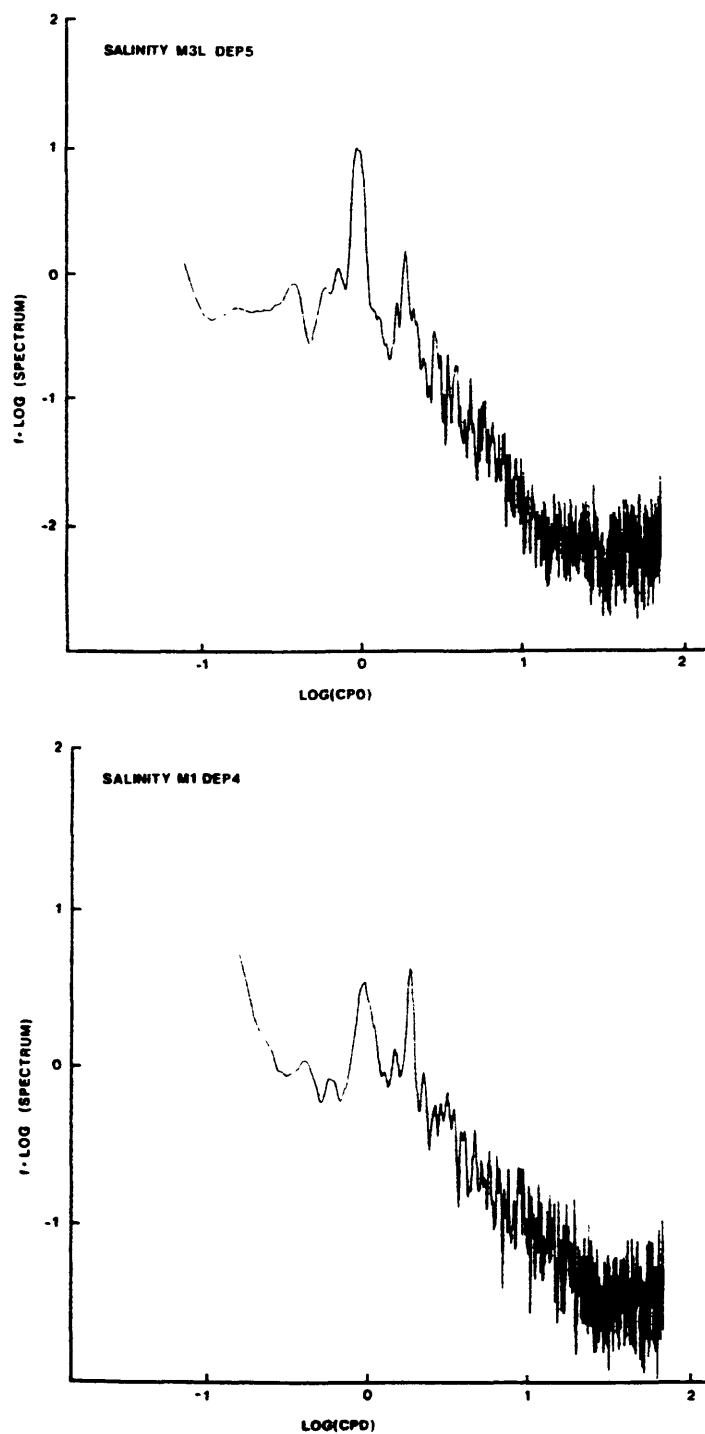 2
SALINITY M3L DEP5
1
0
-1
-2
f·LOG (SPECTRUM)
-1
0
1
2
LOG(CPD)
2
SALINITY M1 DEP4
1
0
-1
f·LOG (SPECTRUM)
-1
0
1
2
LOG(CPD)